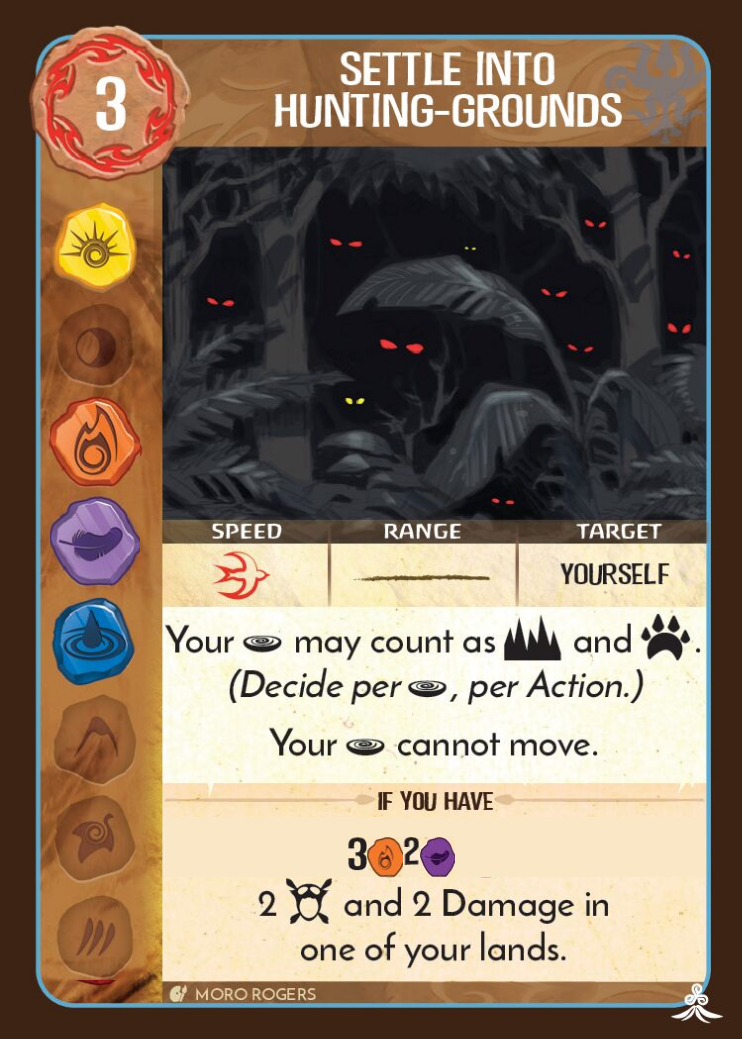 3
SETTLE INTO
HUNTING-GROUNDS
SPEED RANGE TARGET
YOURSELF
Your may count as and .
(Decide per , per Action.)
Your cannot move.
IF YOU HAVE
3 2
2 and 2 Damage in
one of your lands.
MORO ROGERS